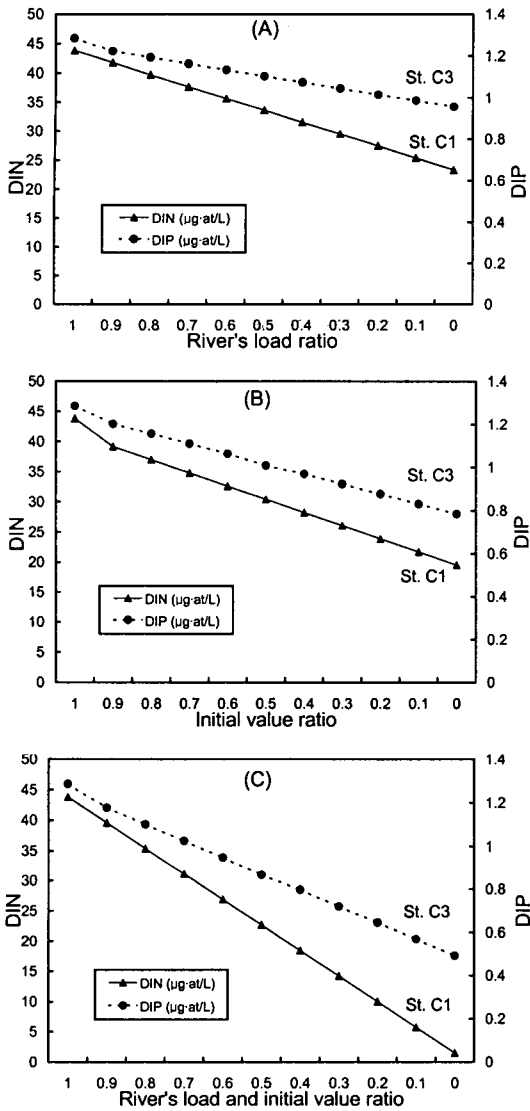 (A)
50
45
40
35
30
25
20
15
10
5
0
DIN
1.4
1.2
1
0.8
0.6
0.4
0.2
0
DIP
St. C3
St. C1
DIN (µg·at/L)
DIP (µg·at/L)
1 0.9 0.8 0.7 0.6 0.5 0.4 0.3 0.2 0.1 0
River's load ratio
(B)
50
45
40
35
30
25
20
15
10
5
0
DIN
1.4
1.2
1
0.8
0.6
0.4
0.2
0
DIP
St. C3
St. C1
DIN (µg·at/L)
DIP (µg·at/L)
1 0.9 0.8 0.7 0.6 0.5 0.4 0.3 0.2 0.1 0
Initial value ratio
(C)
50
45
40
35
30
25
20
15
10
5
0
DIN
1.4
1.2
1
0.8
0.6
0.4
0.2
0
DIP
St. C3
St. C1
DIN (µg·at/L)
DIP (µg·at/L)
1 0.9 0.8 0.7 0.6 0.5 0.4 0.3 0.2 0.1 0
River's load and initial value ratio